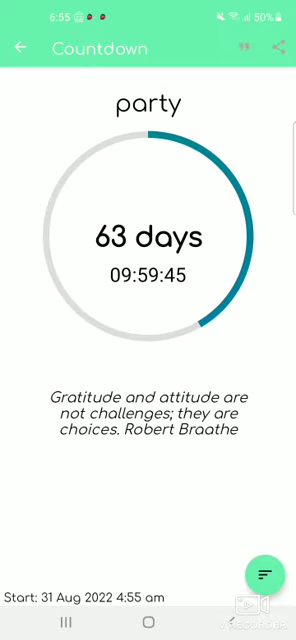 6:55
50%
Countdown
party
63 days
09:59:45
Gratitude and attitude are
not challenges; they are
choices. Robert Braathe
Start: 31 Aug 2022 4:55 am
RECORDER